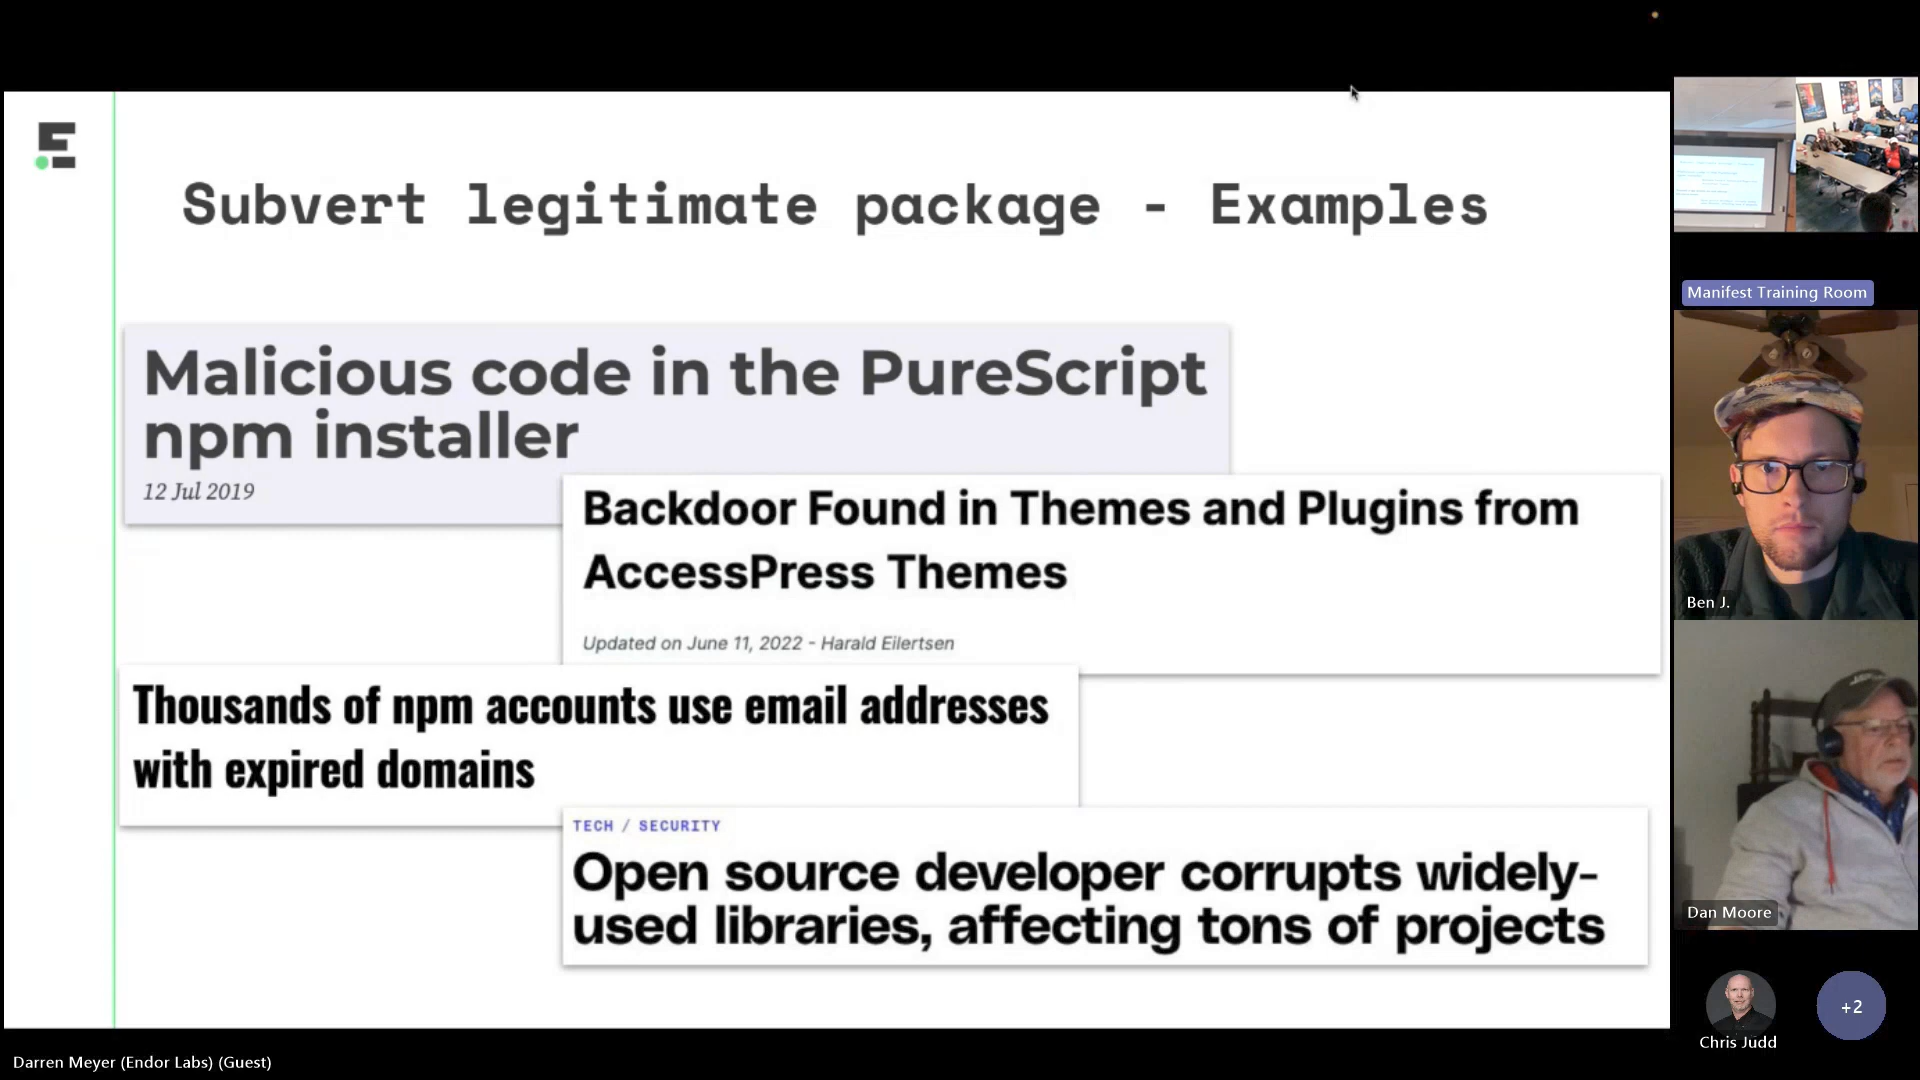 Subvert legitimate package - Examples
Malicious code in the PureScript
npm installer
12 Jul 2019
Backdoor Found in Themes and Plugins from
AccessPress Themes
Updated on June 11, 2022 - Harald Eilertsen
Thousands of npm accounts use email addresses
with expired domains
TECH / SECURITY
Open source developer corrupts widely-
used libraries, affecting tons of projects
Manifest Training Room
Ben J.
Dan Moore
Chris Judd
+2
Darren Meyer (Endor Labs) (Guest)